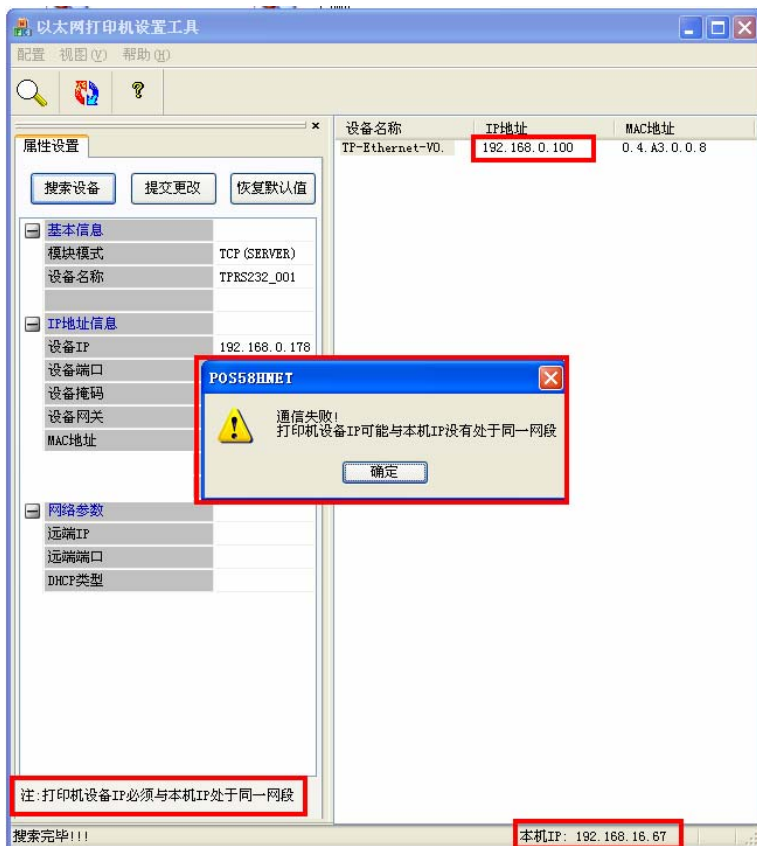 以太网打印机设置工具
配置 视图(V) 帮助(H)
属性设置
搜索设备 提交更改 恢复默认值
基本信息
模块模式 TCP(SERVER)
设备名称 TPRS232_001
IP地址信息
设备IP 192.168.0.178
设备端口
设备掩码
设备网关
MAC地址
网络参数
远端IP
远端端口
DHCP类型
注:打印机设备IP必须与本机IP处于同一网段
设备名称 IP地址 MAC地址
TP-Ethernet-V0. 192.168.0.100 0.4.A3.0.0.8
POS58HNET
通信失败!
打印机设备IP可能与本机IP没有处于同一网段
确定
搜索完毕!!! 本机IP: 192.168.16.67